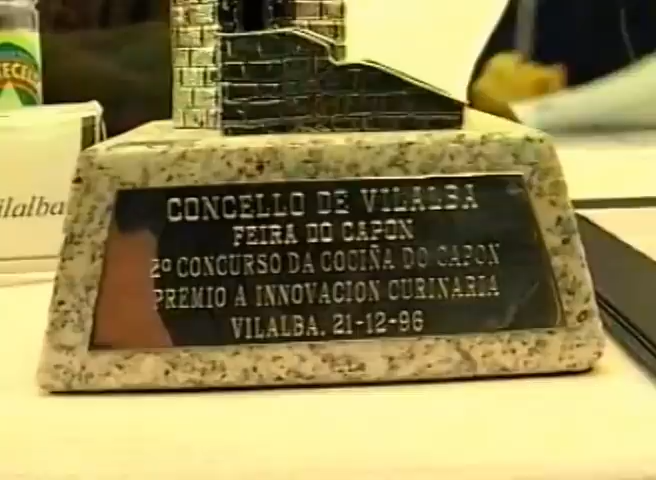 CONCELLO DE VILALBA
FEIRA DO CAPON
2º CONCURSO DA COCIÑA DO CAPON
PREMIO A INNOVACION CURINARIA
VILALBA. 21-12-96
ilalba